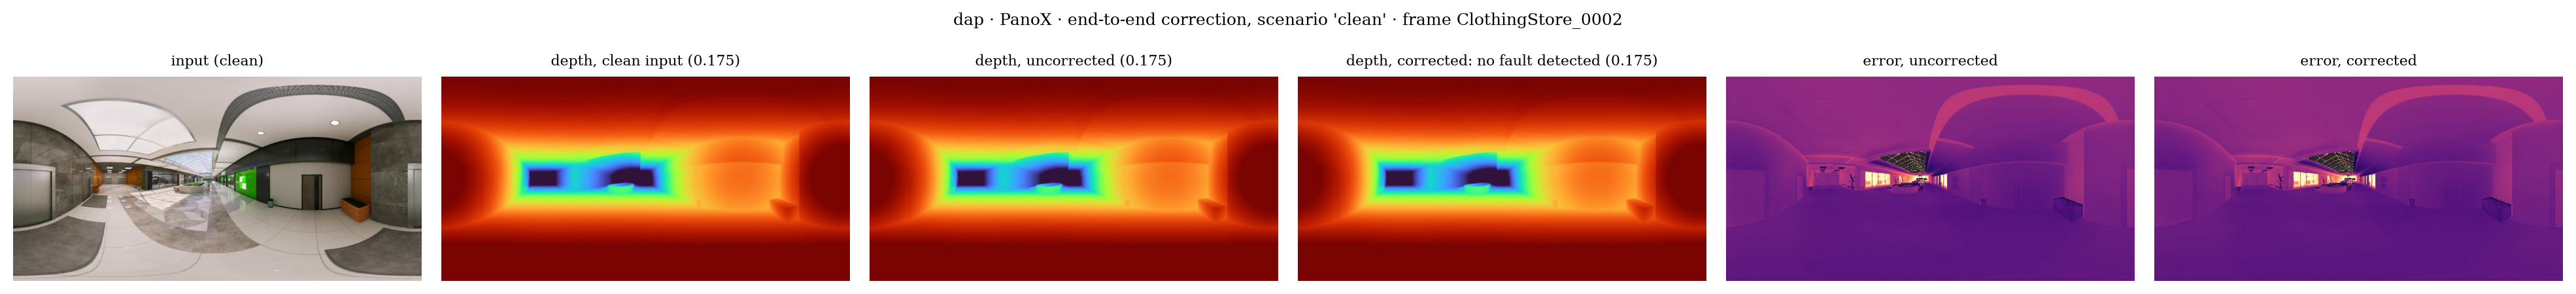 dap · PanoX · end-to-end correction, scenario 'clean' · frame ClothingStore_0002
input (clean)
depth, clean input (0.175)
depth, uncorrected (0.175)
depth, corrected: no fault detected (0.175)
error, uncorrected
error, corrected